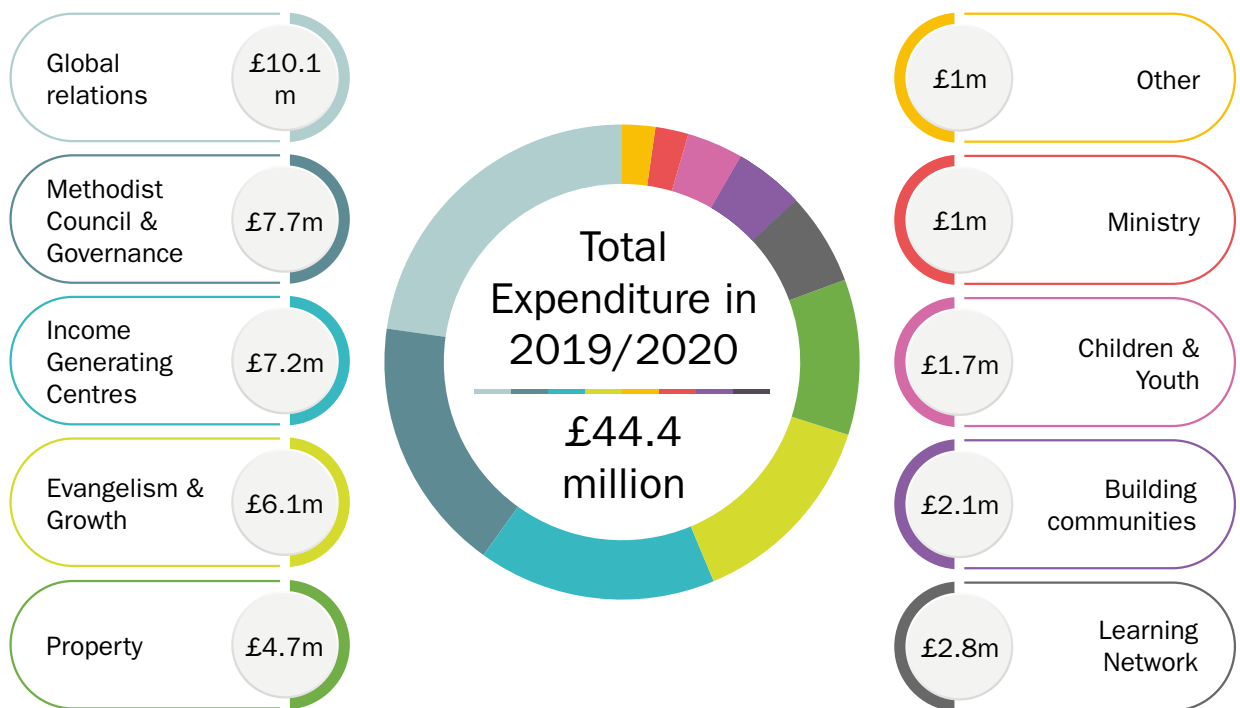 Global
relations
£10.1
m
Methodist
Council &
Governance
£7.7m
Income
Generating
Centres
£7.2m
Evangelism &
Growth
£6.1m
Property
£4.7m
Total
Expenditure in
2019/2020
£44.4
million
£1m
Other
£1m
Ministry
£1.7m
Children &
Youth
£2.1m
Building
communities
£2.8m
Learning
Network